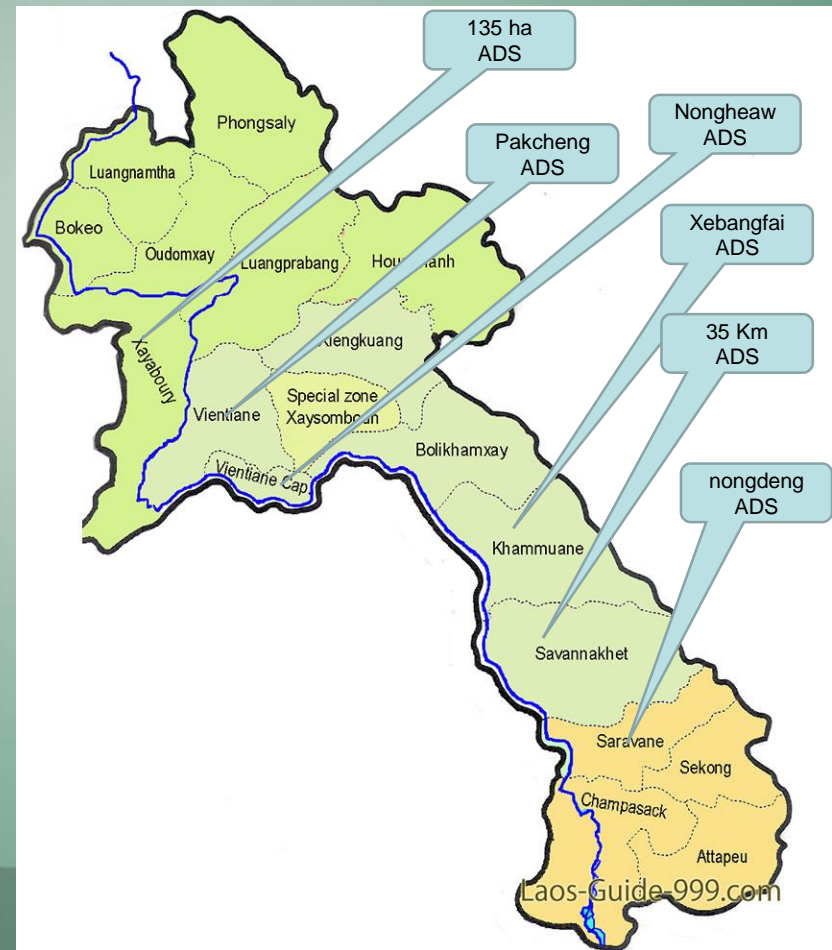 135 ha
ADS
Nongheaw
ADS
Pakcheng
ADS
Xebangfai
ADS
35 Km
ADS
nongdeng
ADS
Phongsaly
Luangnamtha
Bokeo
Oudomxay
Luangprabang
Xayaboury
Vientiane
Special zone
Xaysomboun
Vientiane Cap
Bolikhamxay
Khammuane
Savannakhet
Saravane
Sekong
Champasack
Attapeu
Laos-Guide-999.com